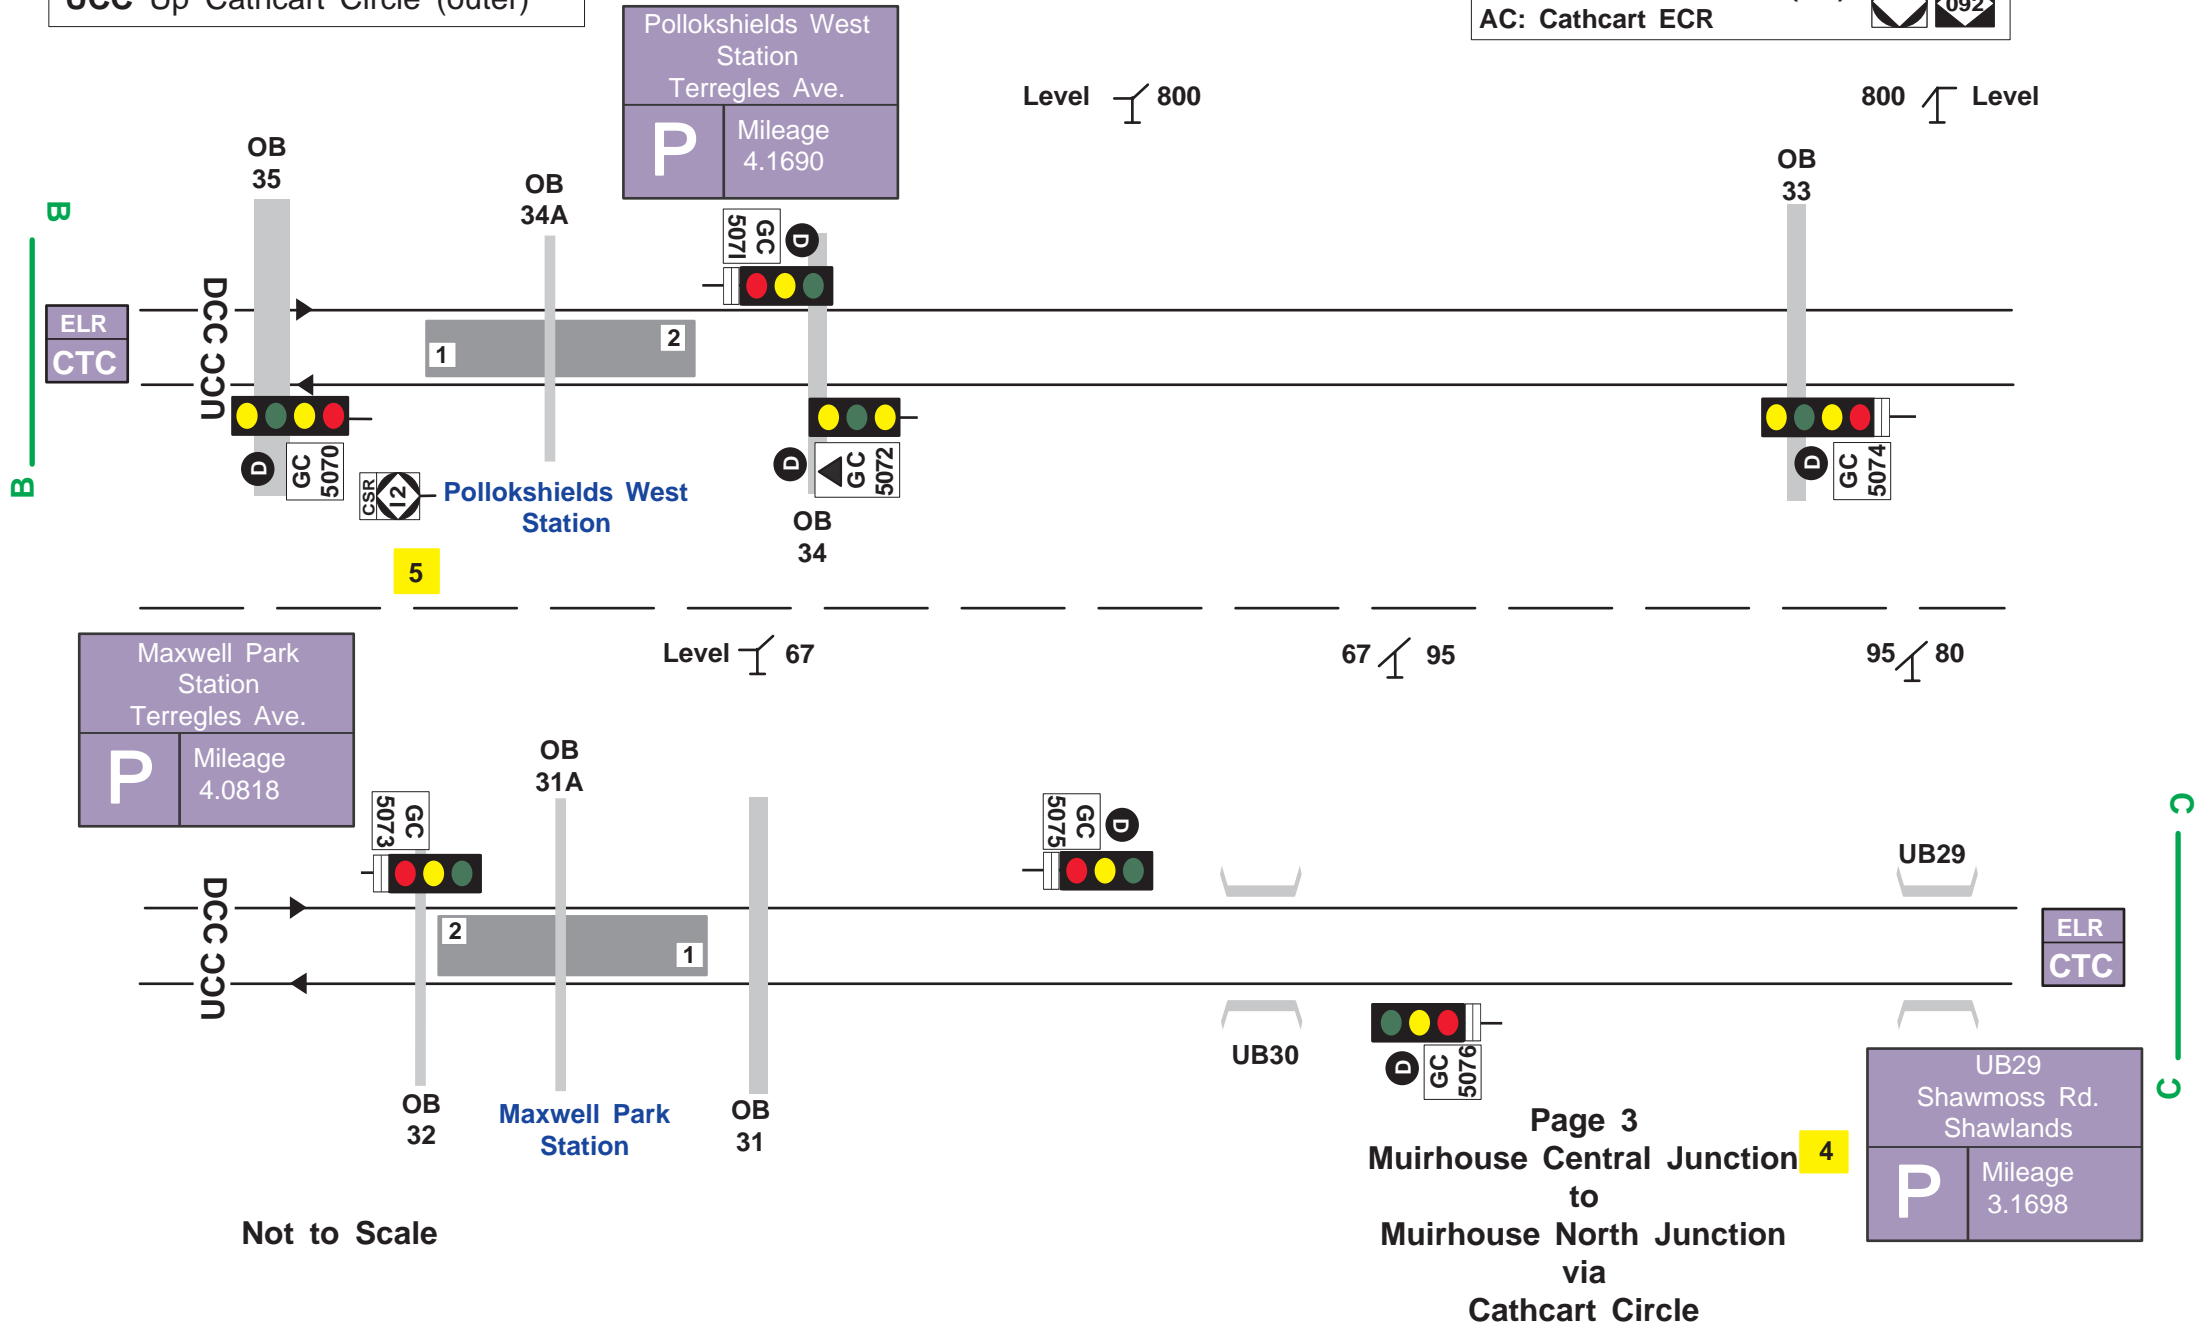 UCC Up Cathcart Circle (outer)
AC: Cathcart ECR
092
Pollokshields West
Station
Terregles Ave.
P
Mileage
4.1690
Level 800
800 Level
OB
35
OB
34A
OB
33
B
B
ELR
CTC
DCC
UCC
1
2
GC
5071
D
D
GC
5070
CSR
12
Pollokshields West
Station
D
GC
5072
OB
34
D
GC
5074
5
Maxwell Park
Station
Terregles Ave.
P
Mileage
4.0818
Level 67
67 95
95 80
OB
31A
GC
5073
GC
5075
D
UB29
C
C
DCC
UCC
2
1
ELR
CTC
UB30
D
GC
5076
OB
32
Maxwell Park
Station
OB
31
UB29
Shawmoss Rd.
Shawlands
P
Mileage
3.1698
Page 3
Muirhouse Central Junction
4
to
Muirhouse North Junction
via
Cathcart Circle
Not to Scale